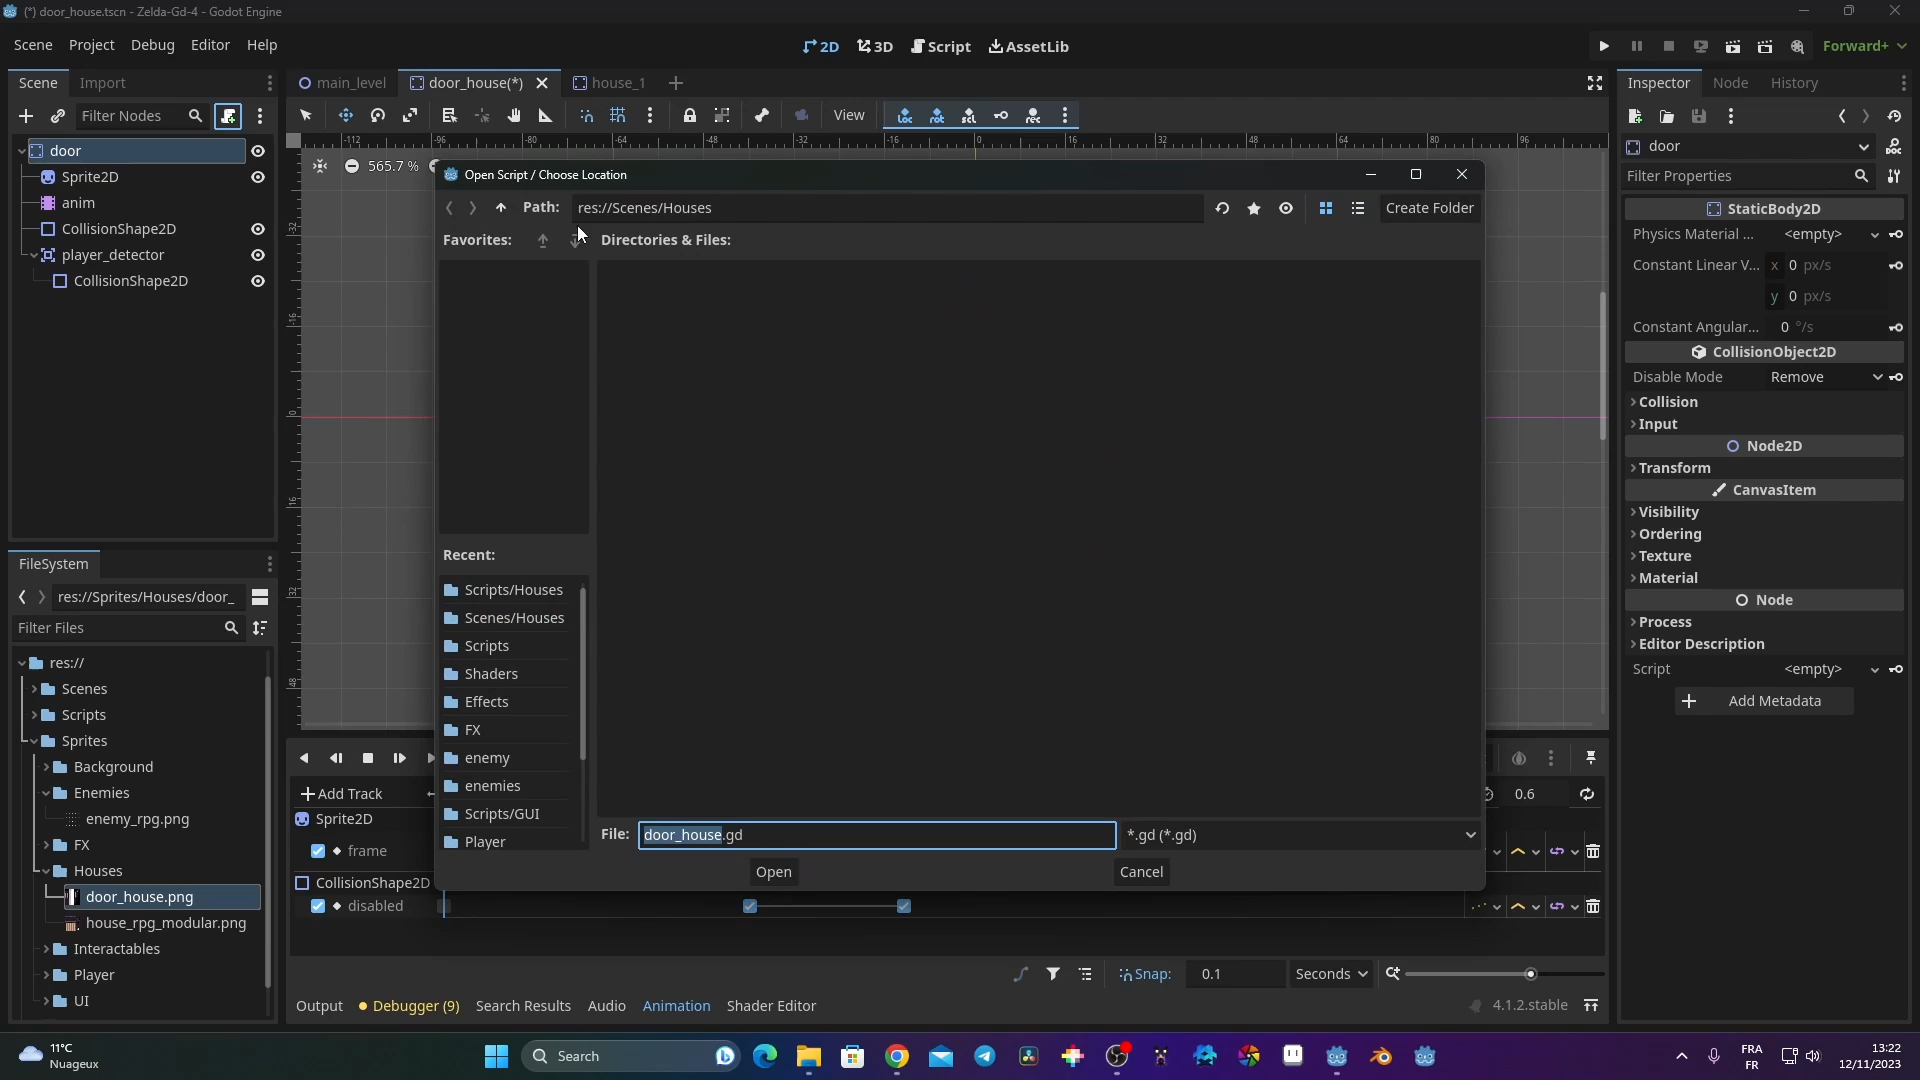 (*) door_house.tscn - Zelda-Gd-4 - Godot Engine
Scene Project Debug Editor Help
2D 3D Script AssetLib
Forward+
Scene Import
main_level door_house(*) house_1
Inspector Node History
Filter Nodes
View
door
Sprite2D
anim
CollisionShape2D
player_detector
CollisionShape2D
565.7 %
Open Script / Choose Location
Path: res://Scenes/Houses
Create Folder
Favorites: Directories & Files:
Recent:
Scripts/Houses
Scenes/Houses
Scripts
Shaders
Effects
FX
enemy
enemies
Scripts/GUI
Player
File: door_house.gd *.gd (*.gd)
Open Cancel
door
Filter Properties
StaticBody2D
Physics Material ... <empty>
Constant Linear V... x 0 px/s
y 0 px/s
Constant Angular... 0 °/s
CollisionObject2D
Disable Mode Remove
Collision
Input
Node2D
Transform
CanvasItem
Visibility
Ordering
Texture
Material
Node
Process
Editor Description
Script <empty>
Add Metadata
FileSystem
res://Sprites/Houses/door_
Filter Files
res://
Scenes
Scripts
Sprites
Background
Enemies
enemy_rpg.png
FX
Houses
door_house.png
house_rpg_modular.png
Interactables
Player
UI
Add Track
0.6
Sprite2D
frame
CollisionShape2D
disabled
Snap: 0.1 Seconds
Output Debugger (9) Search Results Audio Animation Shader Editor
4.1.2.stable
11°C
Nuageux
Search
FRA
FR
13:22
12/11/2023